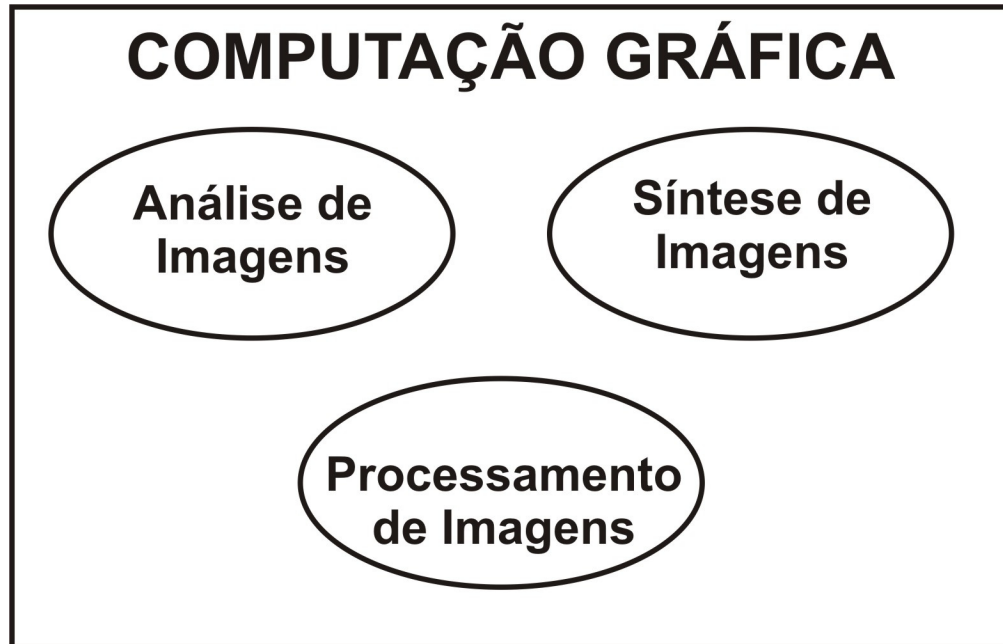 COMPUTAÇÃO GRÁFICA
Análise de
Imagens
Síntese de
Imagens
Processamento
de Imagens